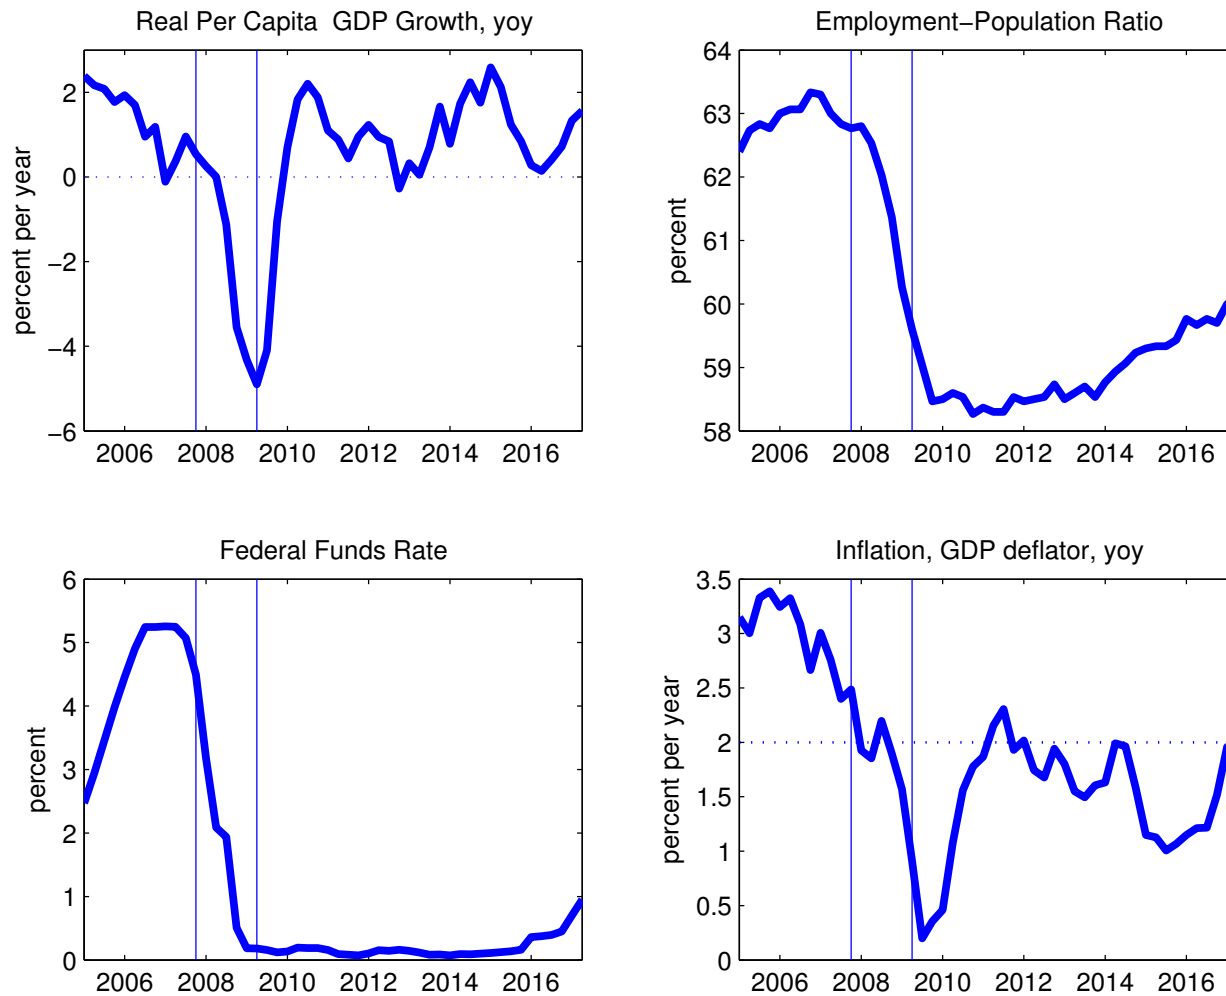 Real Per Capita  GDP Growth, yoy
percent per year
2
0
−2
−4
−6
2006 2008 2010 2012 2014 2016
Employment−Population Ratio
percent
64
63
62
61
60
59
58
2006 2008 2010 2012 2014 2016
Federal Funds Rate
percent
6
5
4
3
2
1
0
2006 2008 2010 2012 2014 2016
Inflation, GDP deflator, yoy
percent per year
3.5
3
2.5
2
1.5
1
0.5
0
2006 2008 2010 2012 2014 2016